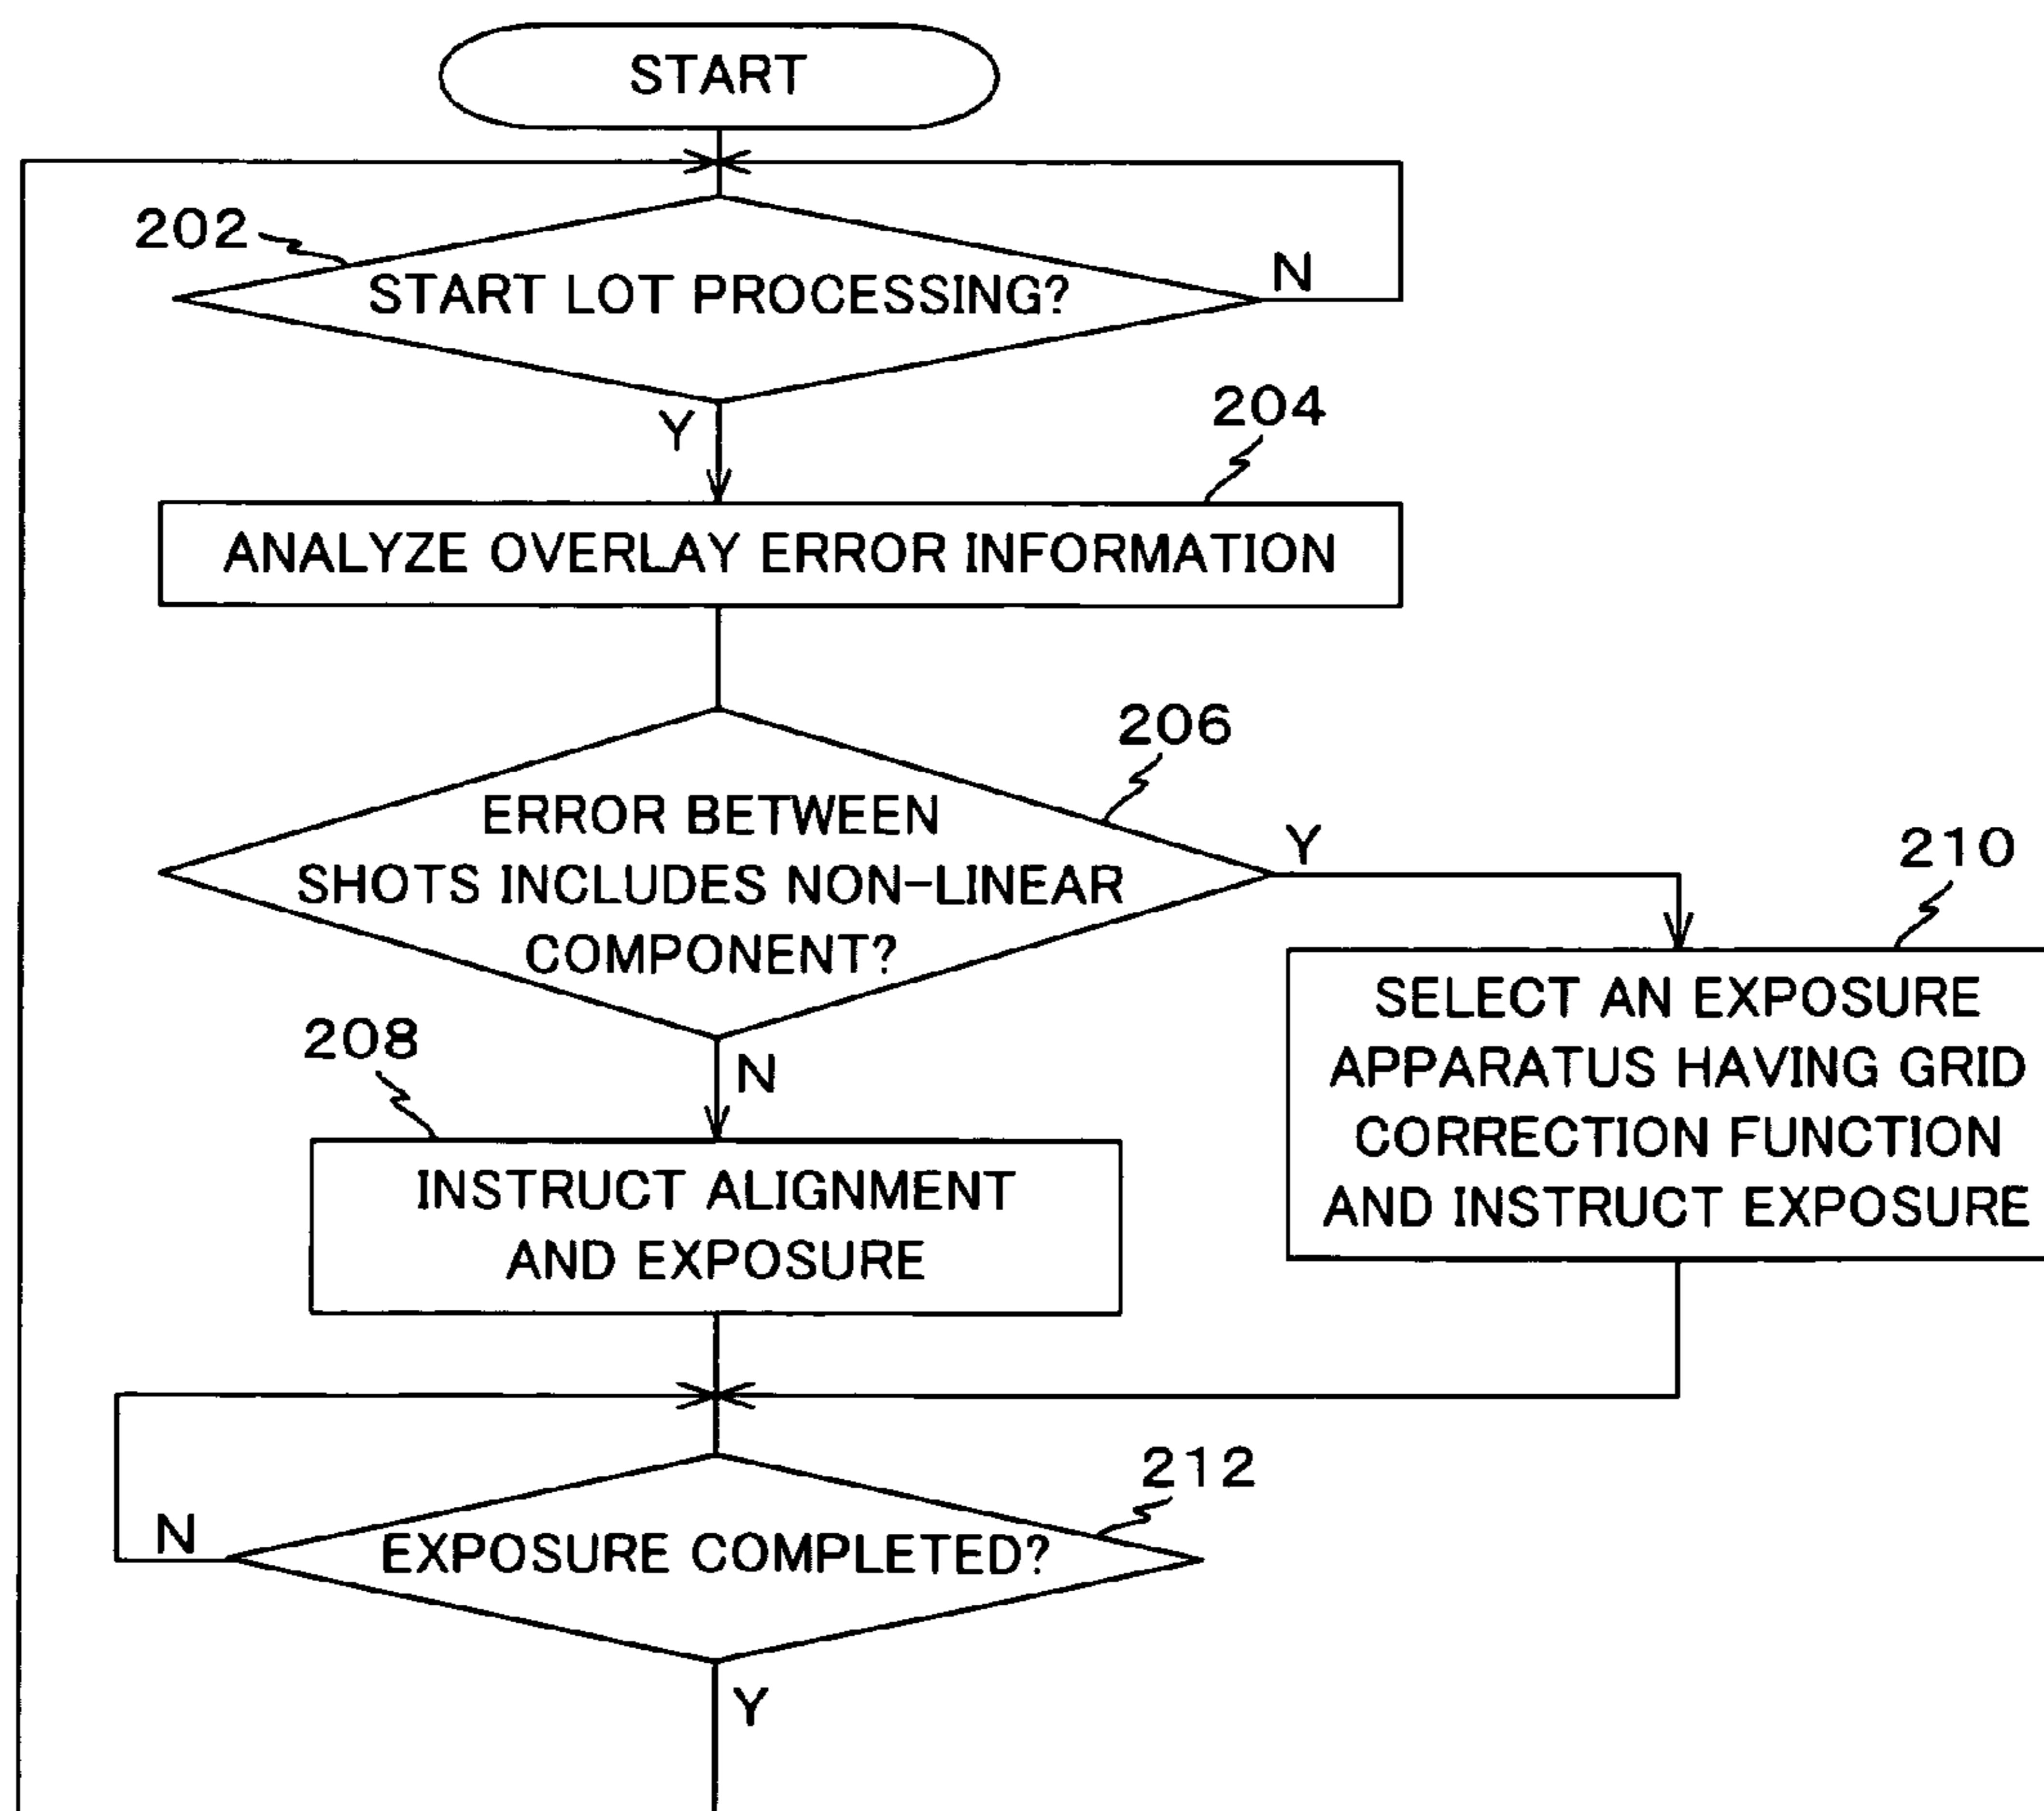 START
202
START LOT PROCESSING?
N
Y
204
ANALYZE OVERLAY ERROR INFORMATION
206
ERROR BETWEEN
SHOTS INCLUDES NON-LINEAR
COMPONENT?
Y
N
208
INSTRUCT ALIGNMENT
AND EXPOSURE
210
SELECT AN EXPOSURE
APPARATUS HAVING GRID
CORRECTION FUNCTION
AND INSTRUCT EXPOSURE
212
N
EXPOSURE COMPLETED?
Y